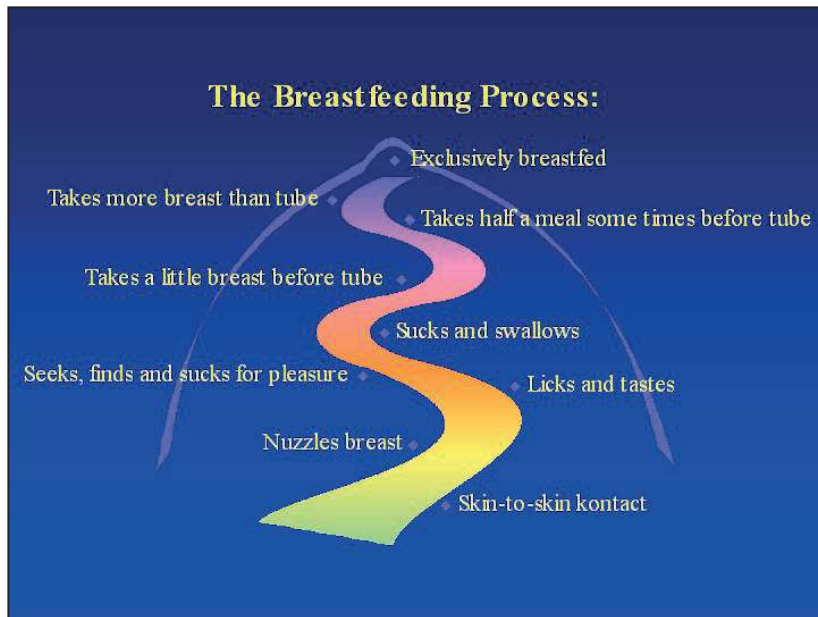 The Breastfeeding Process:
Exclusively breastfed
Takes more breast than tube
Takes half a meal some times before tube
Takes a little breast before tube
Sucks and swallows
Seeks, finds and sucks for pleasure
Licks and tastes
Nuzzles breast
Skin-to-skin kontact